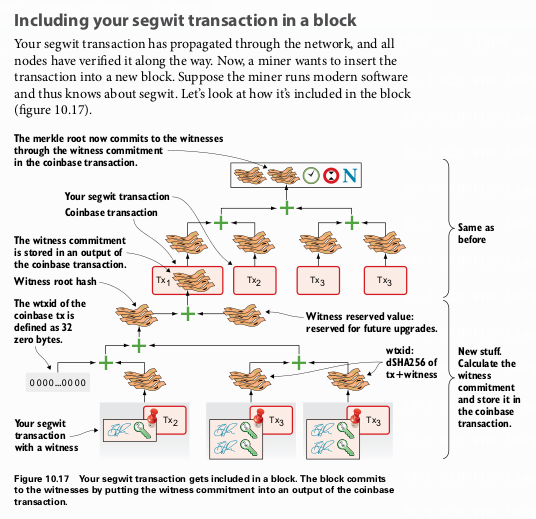 Including your segwit transaction in a block
Your segwit transaction has propagated through the network, and all
nodes have verified it along the way. Now, a miner wants to insert the
transaction into a new block. Suppose the miner runs modern software
and thus knows about segwit. Let's look at how it's included in the block
(figure 10.17).
The merkle root now commits to the witnesses
through the witness commitment
in the coinbase transaction.
N
Your segwit transaction
Coinbase transaction
Same as
before
The witness commitment
is stored in an output of
the coinbase transaction.
Tx1
Tx2
Tx3
Tx3
Witness root hash
The wtxid of the
coinbase tx is
defined as 32
zero bytes.
Witness reserved value:
reserved for future upgrades.
wtxid:
dSHA256 of
tx+witness
New stuff.
Calculate the
witness
commitment
and store it in
the coinbase
transaction.
0000...0000
Your segwit
transaction
with a witness
Tx2
Tx3
Tx3
Figure 10.17 Your segwit transaction gets included in a block. The block commits
to the witnesses by putting the witness commitment into an output of the coinbase
transaction.